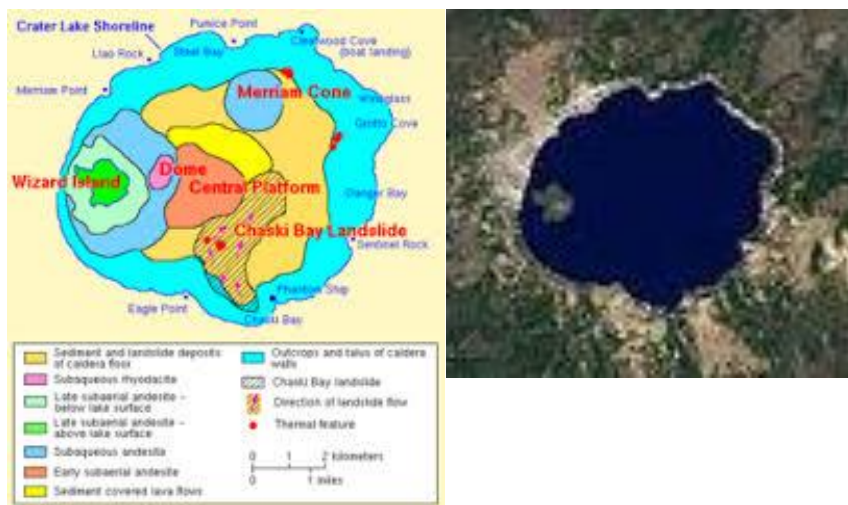 Crater Lake Shoreline
Pumice Point
Cleetwood Cove
(boat landing)
Steel Bay
Llao Rock
Merriam Point
Merriam Cone
Wineglass
Grotto Cove
Dome
Wizard Island
Central Platform
Danger Bay
Chaski Bay Landslide
Sentinel Rock
Phantom Ship
Eagle Point
Chaski Bay
Sediment and landslide deposits
of caldera floor
Subaqueous rhyodacite
Late subaerial andesite -
below lake surface
Late subaerial andesite -
above lake surface
Subaqueous andesite
Early subaerial andesite
Sediment covered lava flows
Outcrops and talus of caldera
walls
Chaski Bay landslide
Direction of landslide flow
Thermal feature
0 1 2 kilometers
0 1 miles